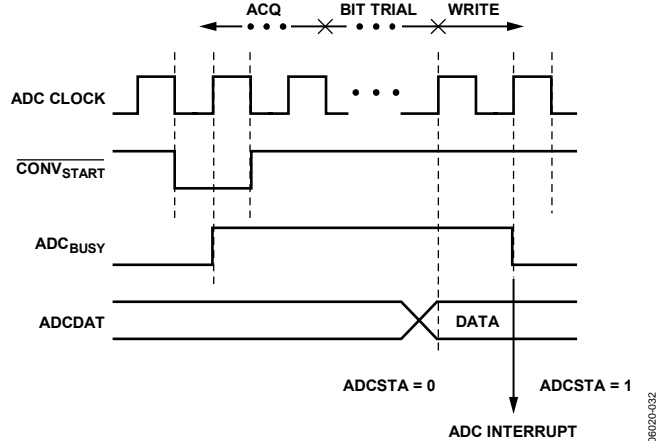 ACQ BIT TRIAL WRITE
ADC CLOCK
CONVSTART
ADCBUSY
ADCDAT
DATA
ADCSTA = 0 ADCSTA = 1
ADC INTERRUPT
06020-032